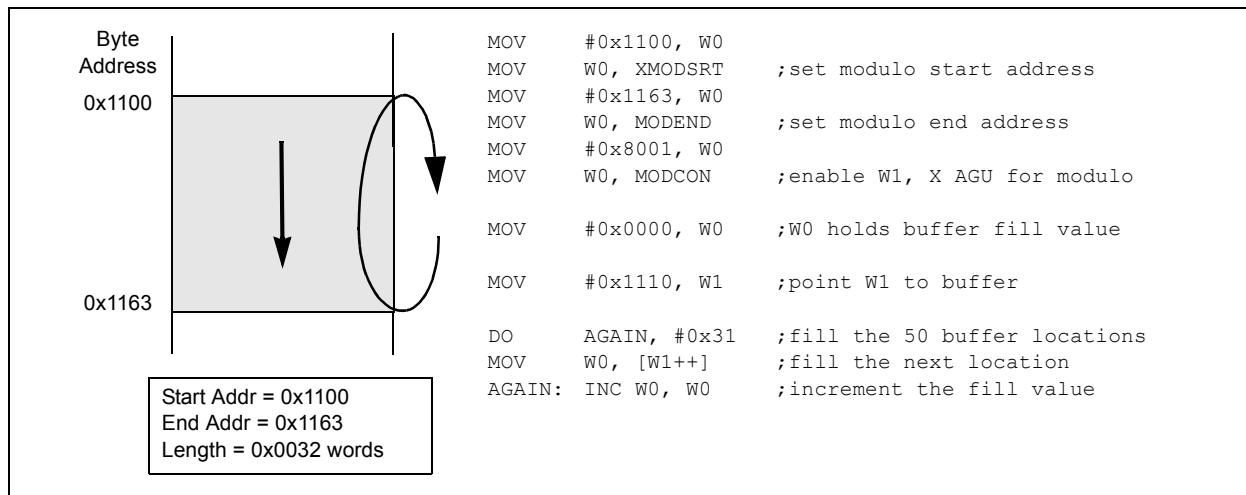 Byte
Address
0x1100
0x1163
Start Addr = 0x1100
End Addr = 0x1163
Length = 0x0032 words
MOV #0x1100, W0
MOV W0, XMODSRT ;set modulo start address
MOV #0x1163, W0
MOV W0, MODEND ;set modulo end address
MOV #0x8001, W0
MOV W0, MODCON ;enable W1, X AGU for modulo
MOV #0x0000, W0 ;W0 holds buffer fill value
MOV #0x1110, W1 ;point W1 to buffer
DO AGAIN, #0x31 ;fill the 50 buffer locations
MOV W0, [W1++] ;fill the next location
AGAIN: INC W0, W0 ;increment the fill value